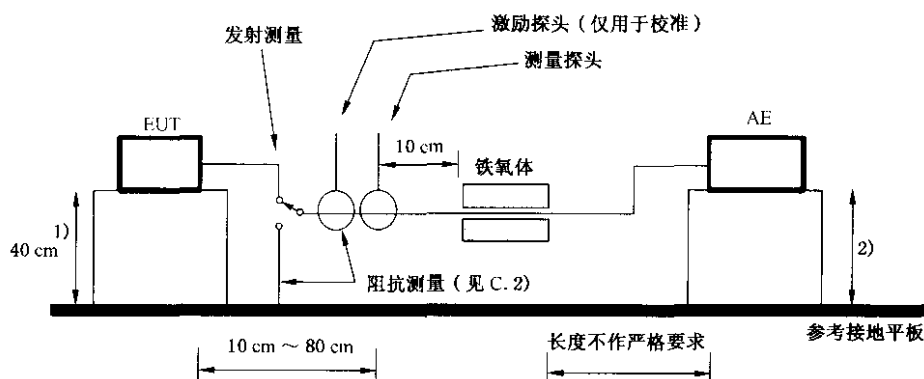 激励探头(仅用于校准)
发射测量
测量探头
EUT
AE
10 cm
铁氧体
1)
40 cm
2)
阻抗测量(见 C.2)
参考接地平板
10 cm ~ 80 cm
长度不作严格要求